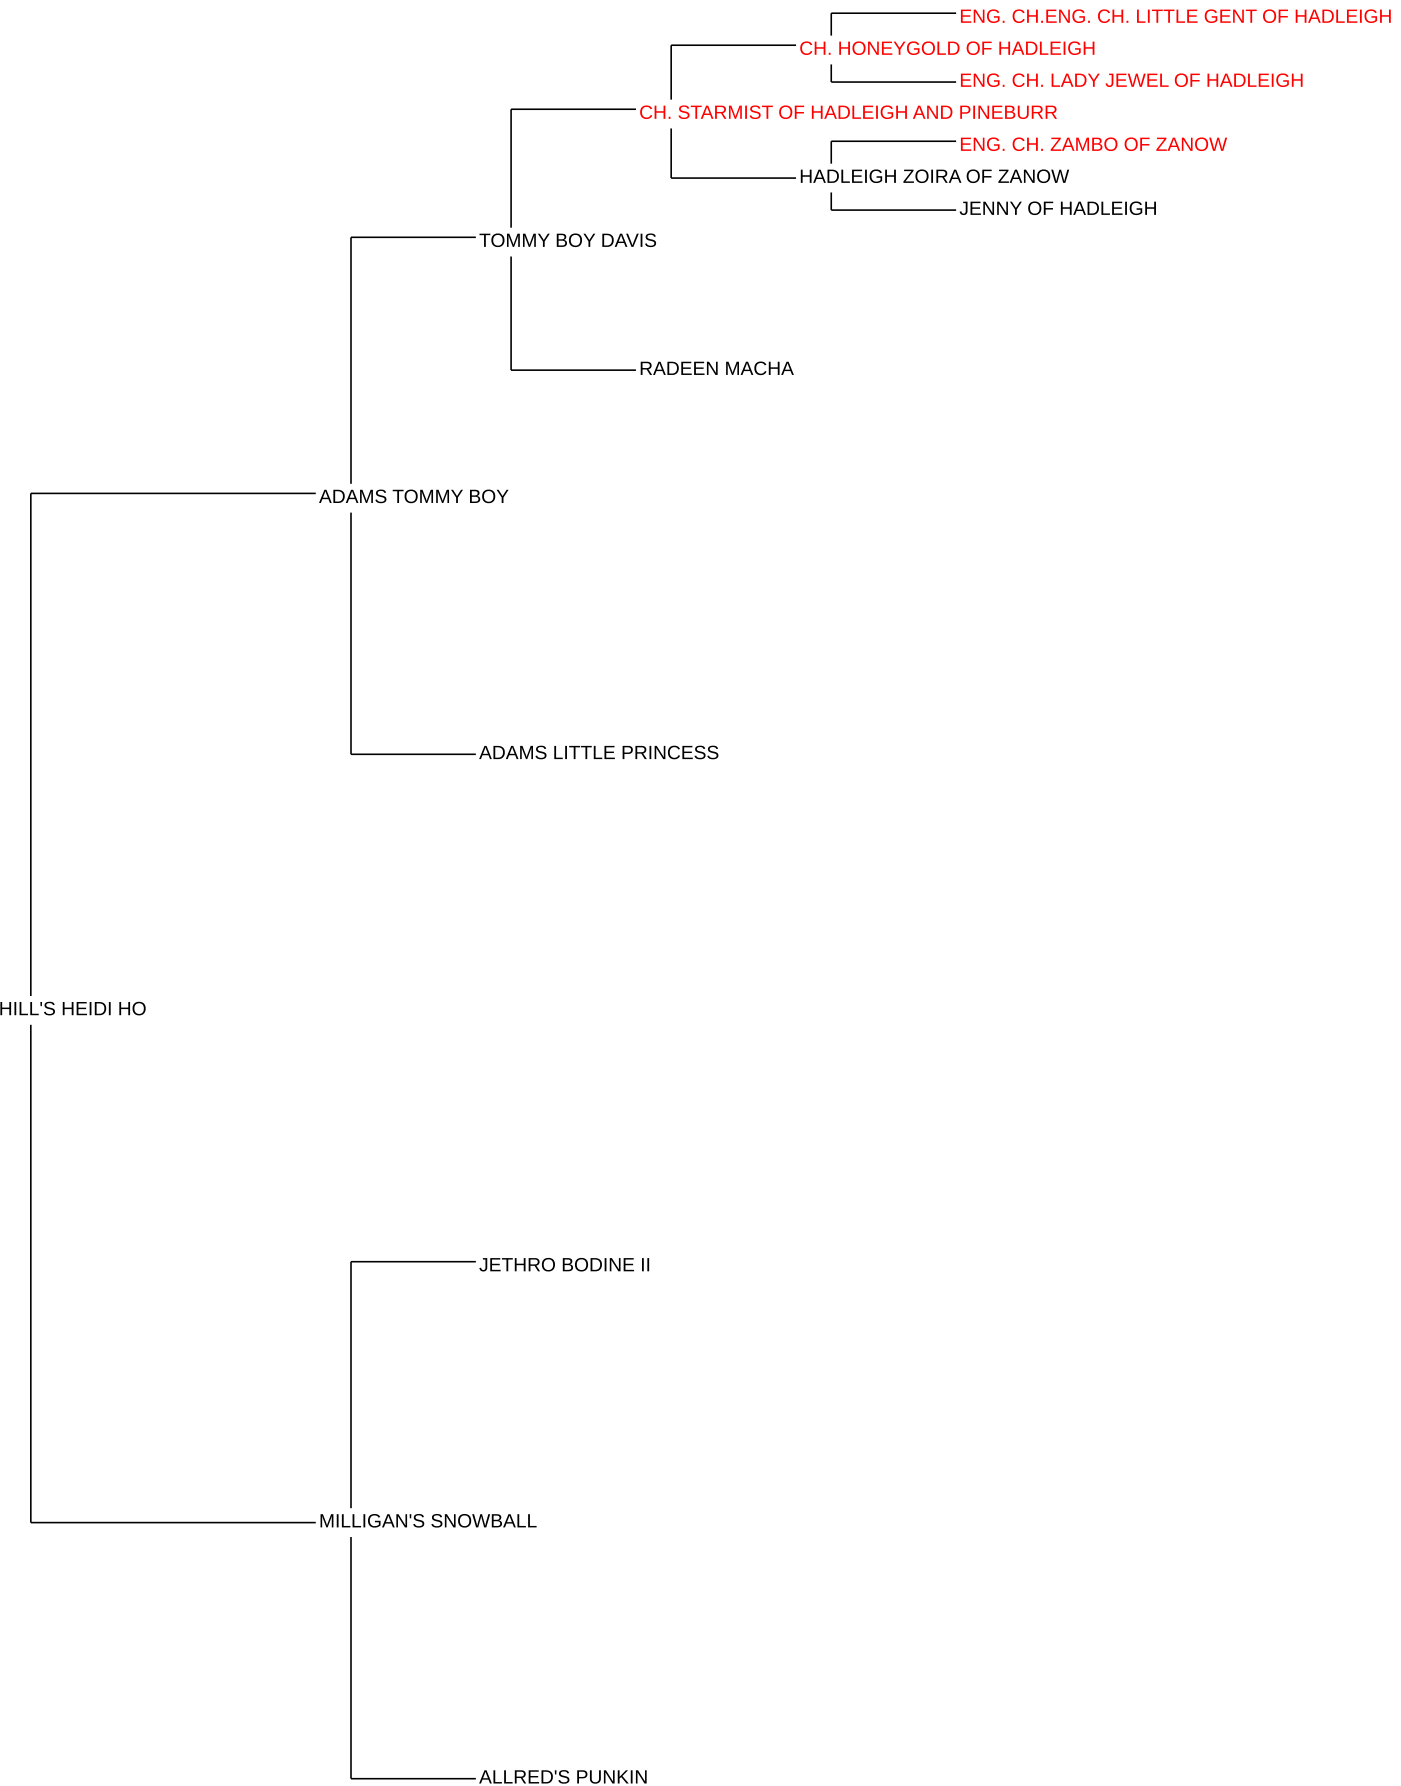 ENG. CH.ENG. CH. LITTLE GENT OF HADLEIGH
CH. HONEYGOLD OF HADLEIGH
ENG. CH. LADY JEWEL OF HADLEIGH
CH. STARMIST OF HADLEIGH AND PINEBURR
ENG. CH. ZAMBO OF ZANOW
HADLEIGH ZOIRA OF ZANOW
JENNY OF HADLEIGH
TOMMY BOY DAVIS
RADEEN MACHA
ADAMS TOMMY BOY
ADAMS LITTLE PRINCESS
HILL'S HEIDI HO
JETHRO BODINE II
MILLIGAN'S SNOWBALL
ALLRED'S PUNKIN